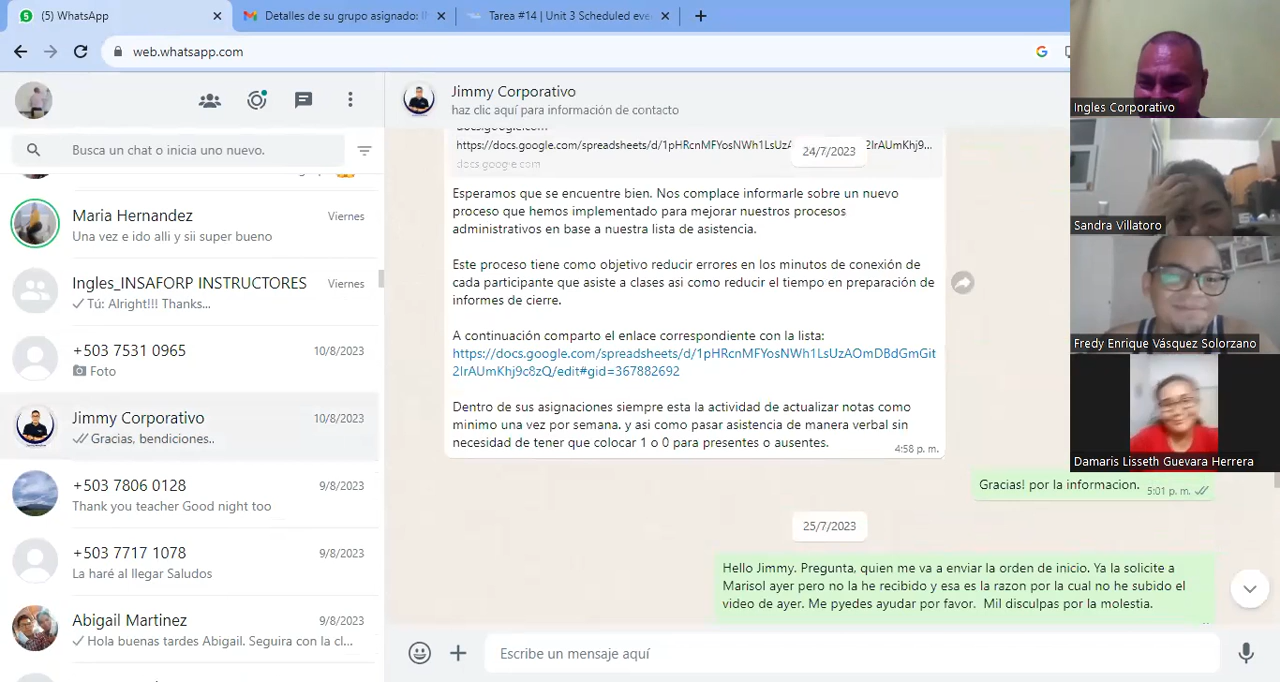 (5) WhatsApp
Detalles de su grupo asignado: I
Tarea #14 | Unit 3 Scheduled eve
web.whatsapp.com
Busca un chat o inicia uno nuevo.
Maria Hernandez
Viernes
Una vez e ido alli y sii super bueno
Ingles_INSAFORP INSTRUCTORES
Viernes
Tú: Alright!!! Thanks...
+503 7531 0965
10/8/2023
Foto
Jimmy Corporativo
10/8/2023
Gracias, bendiciones..
+503 7806 0128
9/8/2023
Thank you teacher Good night too
+503 7717 1078
9/8/2023
La haré al llegar Saludos
Abigail Martinez
9/8/2023
Hola buenas tardes Abigail. Seguira con la cl...
Jimmy Corporativo
haz clic aquí para información de contacto
docs.google.com
https://docs.google.com/spreadsheets/d/1pHRcnMFYosNWh1LsUzA
2IrAUmKhj9...
24/7/2023
docs.google.com
Esperamos que se encuentre bien. Nos complace informarle sobre un nuevo
proceso que hemos implementado para mejorar nuestros procesos
administrativos en base a nuestra lista de asistencia.
Este proceso tiene como objetivo reducir errores en los minutos de conexión de
cada participante que asiste a clases asi como reducir el tiempo en preparación de
informes de cierre.
A continuación comparto el enlace correspondiente con la lista:
https://docs.google.com/spreadsheets/d/1pHRcnMFYosNWh1LsUzAOmDBdGmGit
2IrAUmKhj9c8zQ/edit#gid=367882692
Dentro de sus asignaciones siempre esta la actividad de actualizar notas como
minimo una vez por semana, y asi como pasar asistencia de manera verbal sin
necesidad de tener que colocar 1 o 0 para presentes o ausentes.
4:58 p. m.
Gracias! por la informacion.
5:01 p. m.
25/7/2023
Hello Jimmy. Pregunta, quien me va a enviar la orden de inicio. Ya la solicite a
Marisol ayer pero no la he recibido y esa es la razon por la cual no he subido el
video de ayer. Me pyedes ayudar por favor. Mil disculpas por la molestia.
Escribe un mensaje aquí
Ingles Corporativo
Sandra Villatoro
Fredy Enrique Vásquez Solorzano
Damaris Lisseth Guevara Herrera